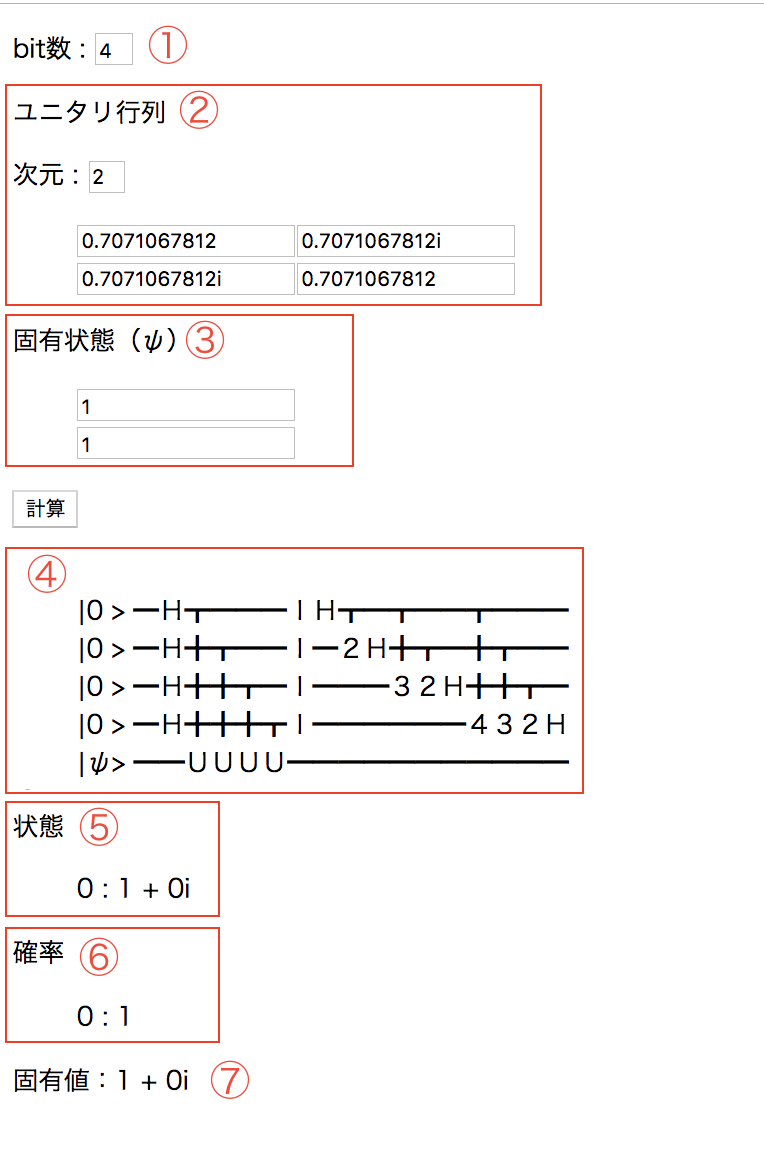 bit数：4 ①
ユニタリ行列 ②
次元：2
0.7071067812 0.7071067812i
0.7071067812i 0.7071067812
固有状態（ψ）③
1
1
計算
④
|0 > ━H┳━━━━ I H┳━━┳━━━┳━━━━
|0 > ━H╋┳━━━ I ━2 H╋┳━━╋┳━━━
|0 > ━H╋╋┳━━ I ━━━━3 2 H╋╋┳━━
|0 > ━H╋╋╋┳ I ━━━━━━━━4 3 2 H
|ψ> ━━━U U U U━━━━━━━━━━━━━━
状態 ⑤
0 : 1 + 0i
確率 ⑥
0 : 1
固有値：1 + 0i ⑦